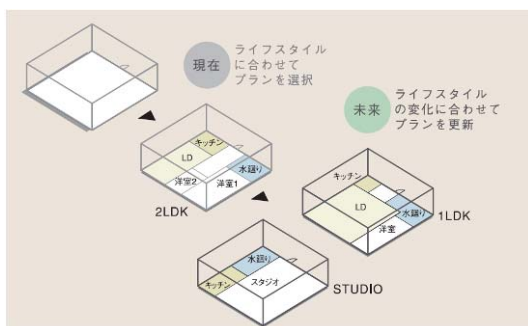 現在
ライフスタイル
に合わせて
プランを選択
未来
ライフスタイル
の変化に合わせて
プランを更新
キッチン
LD
水廻り
洋室2
洋室1
2LDK
キッチン
LD
水廻り
洋室
1LDK
水廻り
キッチン
スタジオ
STUDIO